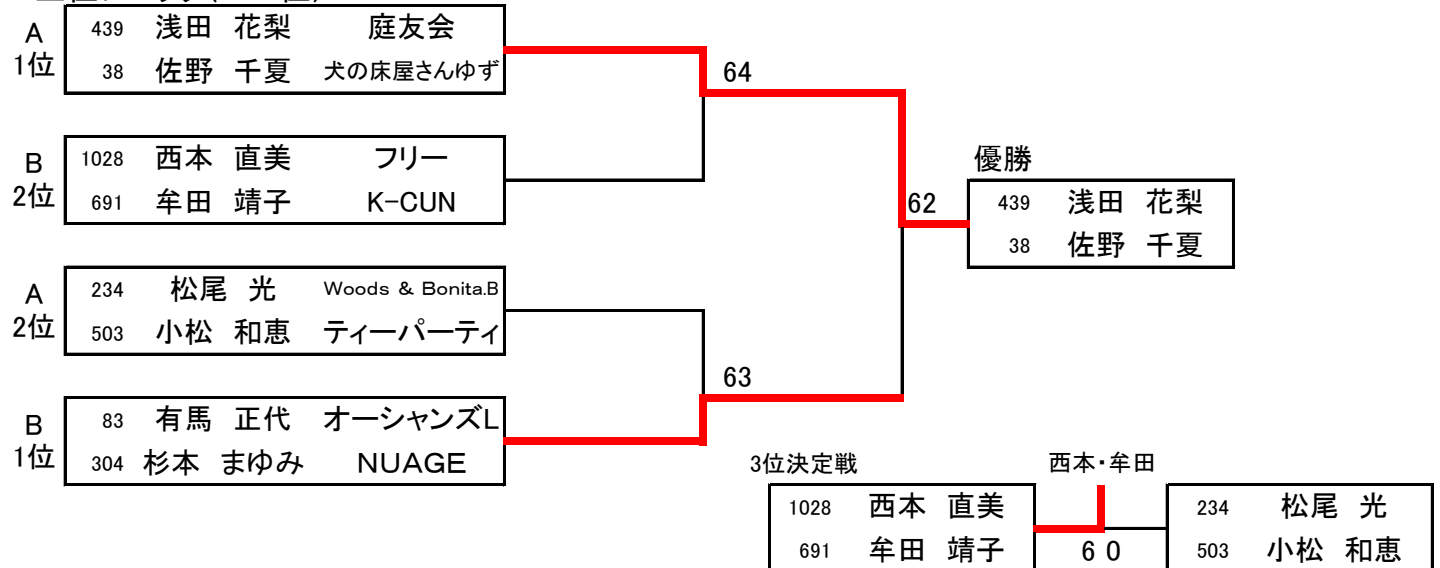 A 439 浅田 花梨 庭友会
1位 38 佐野 千夏 犬の床屋さんゆず
64
B 1028 西本 直美 フリー
2位 691 牟田 靖子 K-CUN
優勝
62
439 浅田 花梨
38 佐野 千夏
A 234 松尾 光 Woods & Bonita.B
2位 503 小松 和恵 ティーパーティ
63
B 83 有馬 正代 オーシャンズL
1位 304 杉本 まゆみ NUAGE
3位決定戦 西本・牟田
1028 西本 直美 234 松尾 光
691 牟田 靖子 6 0 503 小松 和恵